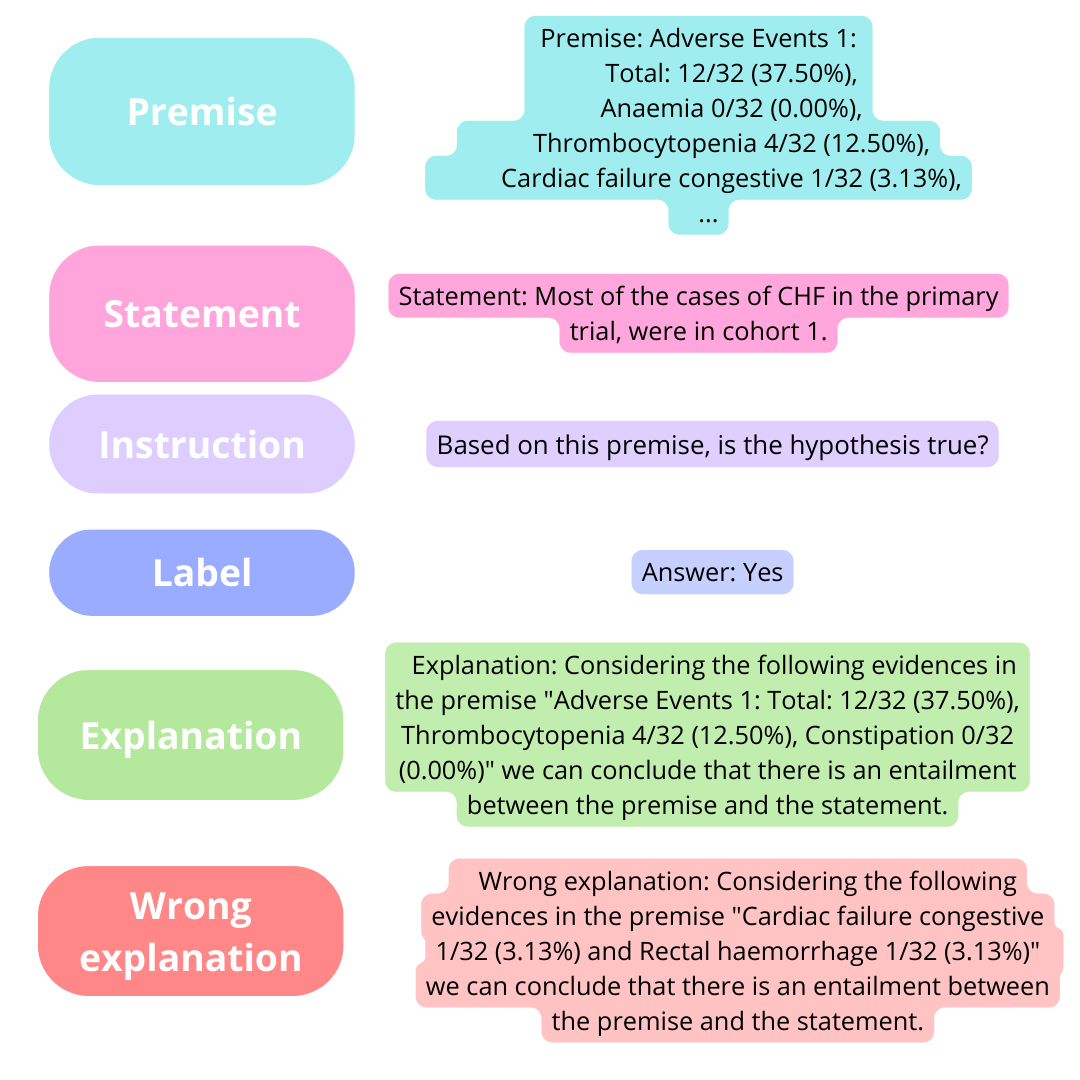 Premise
Premise: Adverse Events 1:
Total: 12/32 (37.50%),
Anaemia 0/32 (0.00%),
Thrombocytopenia 4/32 (12.50%),
Cardiac failure congestive 1/32 (3.13%),
...
Statement
Statement: Most of the cases of CHF in the primary
trial, were in cohort 1.
Instruction
Based on this premise, is the hypothesis true?
Label
Answer: Yes
Explanation
Explanation: Considering the following evidences in
the premise "Adverse Events 1: Total: 12/32 (37.50%),
Thrombocytopenia 4/32 (12.50%), Constipation 0/32
(0.00%)" we can conclude that there is an entailment
between the premise and the statement.
Wrong
explanation
Wrong explanation: Considering the following
evidences in the premise "Cardiac failure congestive
1/32 (3.13%) and Rectal haemorrhage 1/32 (3.13%)"
we can conclude that there is an entailment between
the premise and the statement.